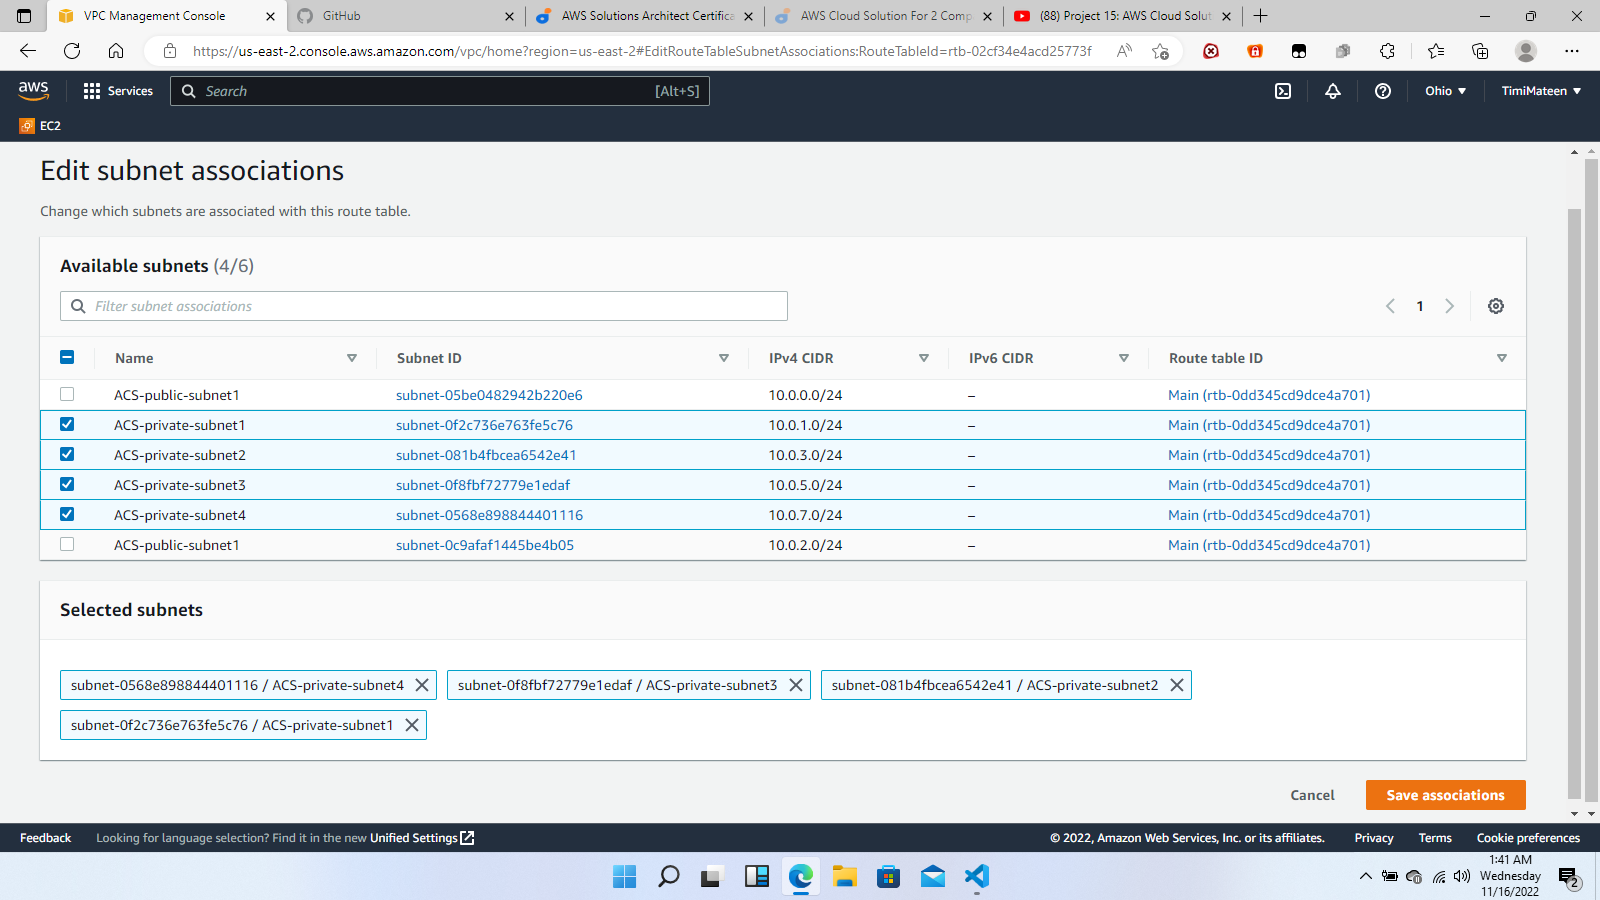 VPC Management Console
GitHub
AWS Solutions Architect Certifica
AWS Cloud Solution For 2 Comp
(88) Project 15: AWS Cloud Solut
https://us-east-2.console.aws.amazon.com/vpc/home?region=us-east-2#EditRouteTableSubnetAssociations:RouteTableId=rtb-02cf34e4acd25773f
aws Services Search [Alt+S] Ohio TimiMateen
EC2
Edit subnet associations
Change which subnets are associated with this route table.
Available subnets (4/6)
Filter subnet associations 1
Name Subnet ID IPv4 CIDR IPv6 CIDR Route table ID
ACS-public-subnet1 subnet-05be0482942b220e6 10.0.0.0/24 – Main (rtb-0dd345cd9dce4a701)
ACS-private-subnet1 subnet-0f2c736e763fe5c76 10.0.1.0/24 – Main (rtb-0dd345cd9dce4a701)
ACS-private-subnet2 subnet-081b4fbcea6542e41 10.0.3.0/24 – Main (rtb-0dd345cd9dce4a701)
ACS-private-subnet3 subnet-0f8fbf72779e1edaf 10.0.5.0/24 – Main (rtb-0dd345cd9dce4a701)
ACS-private-subnet4 subnet-0568e898844401116 10.0.7.0/24 – Main (rtb-0dd345cd9dce4a701)
ACS-public-subnet1 subnet-0c9afaf1445be4b05 10.0.2.0/24 – Main (rtb-0dd345cd9dce4a701)
Selected subnets
subnet-0568e898844401116 / ACS-private-subnet4 subnet-0f8fbf72779e1edaf / ACS-private-subnet3 subnet-081b4fbcea6542e41 / ACS-private-subnet2
subnet-0f2c736e763fe5c76 / ACS-private-subnet1
Cancel Save associations
Feedback Looking for language selection? Find it in the new Unified Settings © 2022, Amazon Web Services, Inc. or its affiliates. Privacy Terms Cookie preferences
1:41 AM
Wednesday
11/16/2022
2